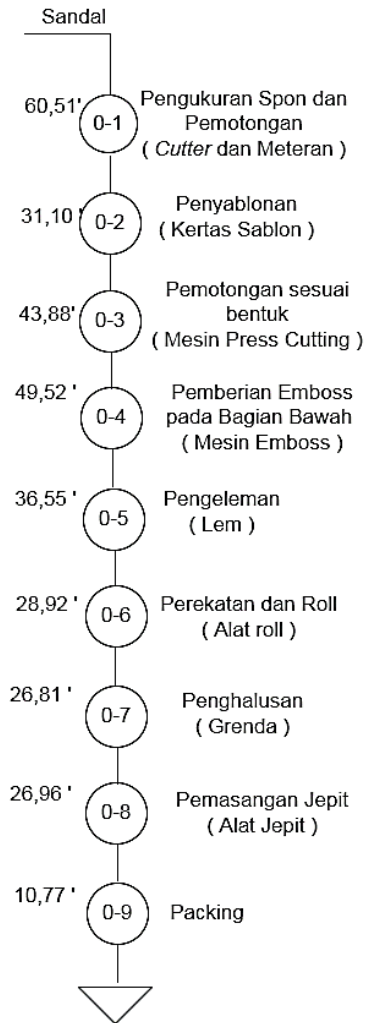 Sandal
60,51'
0-1
Pengukuran Spon dan
Pemotongan
( Cutter dan Meteran )
31,10 '
0-2
Penyablonan
( Kertas Sablon )
43,88'
0-3
Pemotongan sesuai
bentuk
( Mesin Press Cutting )
49,52 '
0-4
Pemberian Emboss
pada Bagian Bawah
( Mesin Emboss )
36,55 '
0-5
Pengeleman
( Lem )
28,92 '
0-6
Perekatan dan Roll
( Alat roll )
26,81 '
0-7
Penghalusan
( Grenda )
26,96 '
0-8
Pemasangan Jepit
( Alat Jepit )
10,77 '
0-9
Packing